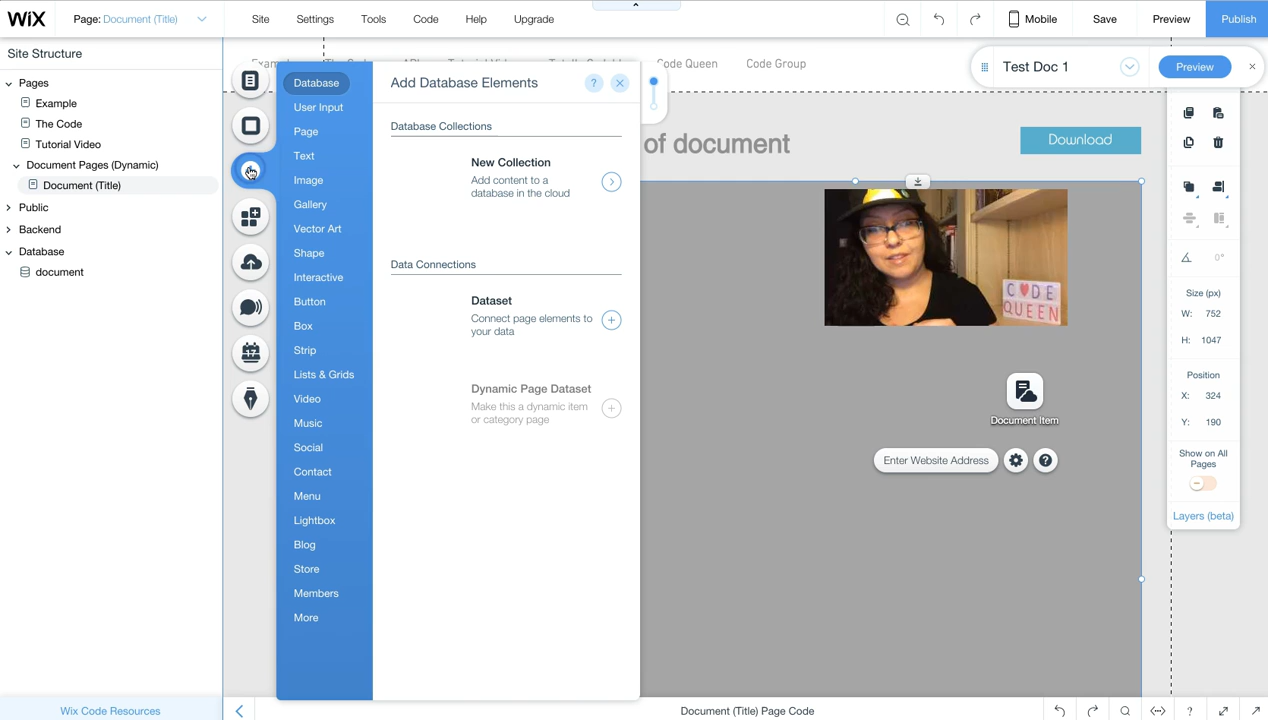 WiX
Page: Document (Title)
Site
Settings
Tools
Code
Help
Upgrade
Mobile
Save
Preview
Publish
Site Structure
Pages
Example
The Code
Tutorial Video
Document Pages (Dynamic)
Document (Title)
Public
Backend
Database
document
Wix Code Resources
17
Database
User Input
Page
Text
Image
Gallery
Vector Art
Shape
Interactive
Button
Box
Strip
Lists & Grids
Video
Music
Social
Contact
Menu
Lightbox
Blog
Store
Members
More
Add Database Elements
?
Database Collections
New Collection
Add content to a
database in the cloud
Data Connections
Dataset
Connect page elements to
your data
Dynamic Page Dataset
Make this a dynamic item
or category page
Code Queen
Code Group
Test Doc 1
Preview
of document
Download
CODE
QUEEN
Document Item
Enter Website Address
?
0°
Size (px)
W: 752
H: 1047
Position
X: 324
Y: 190
Show on All
Pages
Layers (beta)
Document (Title) Page Code
?